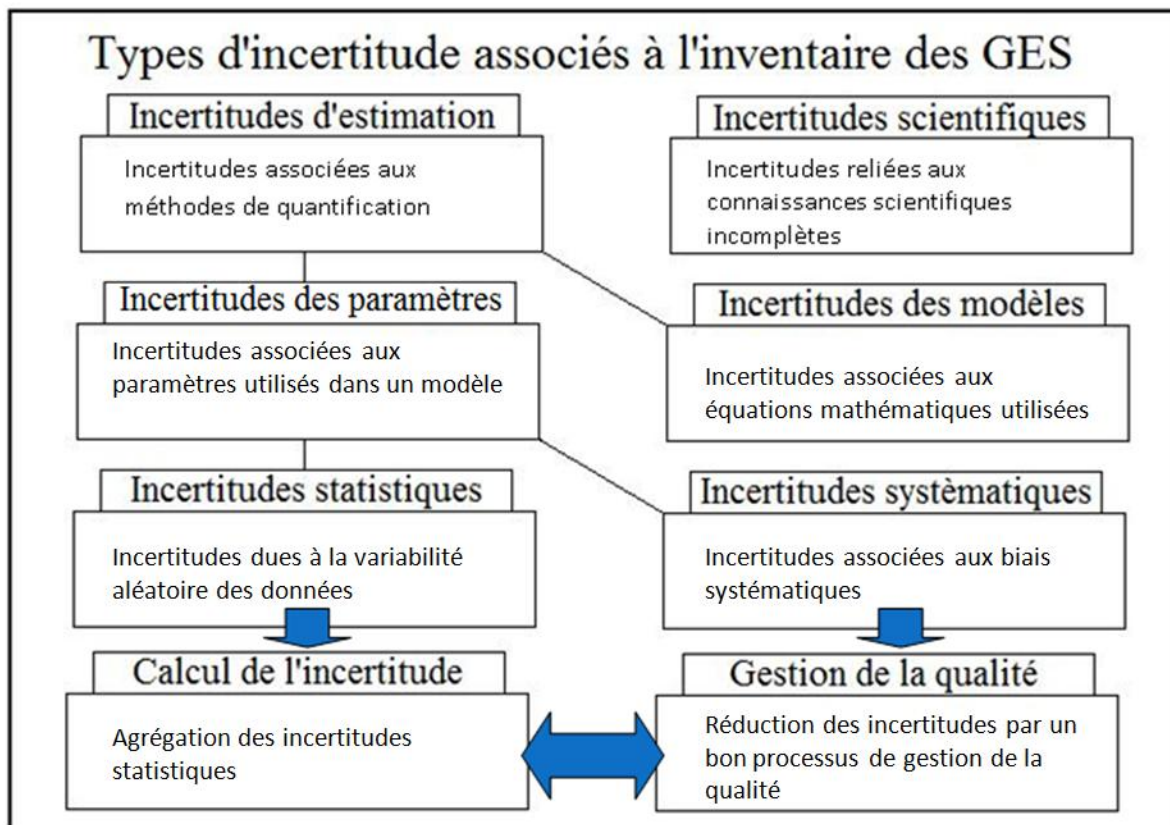 Types d'incertitude associés à l'inventaire des GES
Incertitudes d'estimation
Incertitudes associées aux
méthodes de quantification
Incertitudes scientifiques
Incertitudes reliées aux
connaissances scientifiques
incomplètes
Incertitudes des paramètres
Incertitudes associées aux
paramètres utilisés dans un modèle
Incertitudes des modèles
Incertitudes associées aux
équations mathématiques utilisées
Incertitudes statistiques
Incertitudes dues à la variabilité
aléatoire des données
Incertitudes systèmatiques
Incertitudes associées aux biais
systématiques
Calcul de l'incertitude
Agrégation des incertitudes
statistiques
Gestion de la qualité
Réduction des incertitudes par un
bon processus de gestion de la
qualité